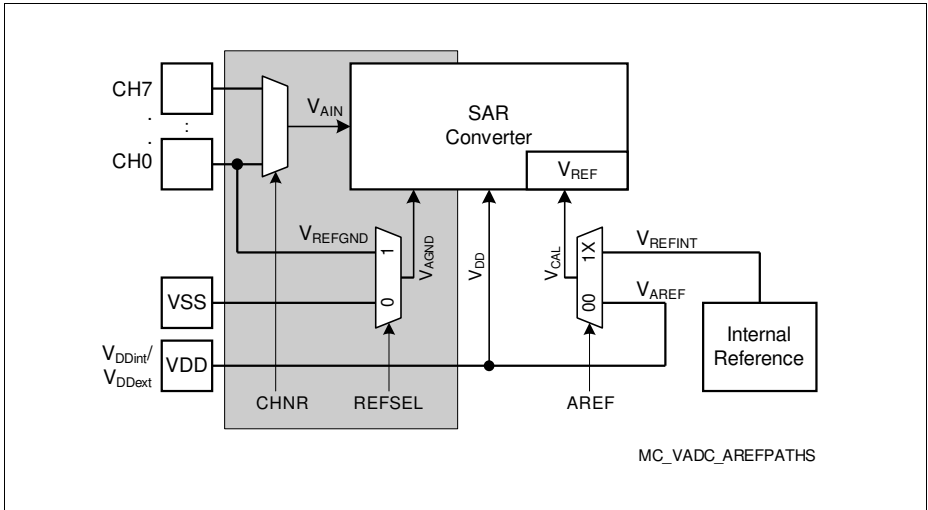 CH7
.
:
.
CH0
VAIN
SAR
Converter
VREF
VREFGND
1
0
VAGND
VDD
VCAL
1X
00
VREFINT
VAREF
VSS
VDDint/
VDDext
VDD
Internal
Reference
CHNR
REFSEL
AREF
MC_VADC_AREFPATHS